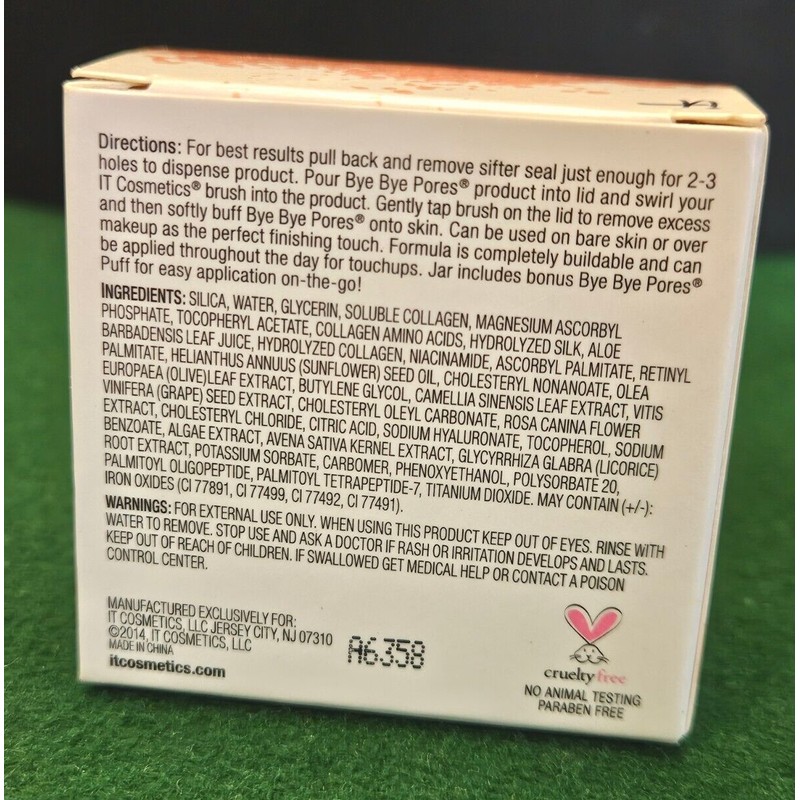 Directions: For best results pull back and remove sifter seal just enough for 2-3
holes to dispense product. Pour Bye Bye Pores® product into lid and swirl your
IT Cosmetics® brush into the product. Gently tap brush on the lid to remove excess
and then softly buff Bye Bye Pores® onto skin. Can be used on bare skin or over
makeup as the perfect finishing touch. Formula is completely buildable and can
be applied throughout the day for touchups. Jar includes bonus Bye Bye Pores®
Puff for easy application on-the-go!
INGREDIENTS: SILICA, WATER, GLYCERIN, SOLUBLE COLLAGEN, MAGNESIUM ASCORBYL
PHOSPHATE, TOCOPHERYL ACETATE, COLLAGEN AMINO ACIDS, HYDROLYZED SILK, ALOE
BARBADENSIS LEAF JUICE, HYDROLYZED COLLAGEN, NIACINAMIDE, ASCORBYL PALMITATE, RETINYL
PALMITATE, HELIANTHUS ANNUUS (SUNFLOWER) SEED OIL, CHOLESTERYL NONANOATE, OLEA
EUROPAEA (OLIVE)LEAF EXTRACT, BUTYLENE GLYCOL, CAMELLIA SINENSIS LEAF EXTRACT, VITIS
VINIFERA (GRAPE) SEED EXTRACT, CHOLESTERYL OLEYL CARBONATE, ROSA CANINA FLOWER
EXTRACT, CHOLESTERYL CHLORIDE, CITRIC ACID, SODIUM HYALURONATE, TOCOPHEROL, SODIUM
BENZOATE, ALGAE EXTRACT, AVENA SATIVA KERNEL EXTRACT, GLYCYRRHIZA GLABRA (LICORICE)
ROOT EXTRACT, POTASSIUM SORBATE, CARBOMER, PHENOXYETHANOL, POLYSORBATE 20,
PALMITOYL OLIGOPEPTIDE, PALMITOYL TETRAPEPTIDE-7, TITANIUM DIOXIDE. MAY CONTAIN (+/-):
IRON OXIDES (CI 77891, CI 77499, CI 77492, CI 77491).
WARNINGS: FOR EXTERNAL USE ONLY. WHEN USING THIS PRODUCT KEEP OUT OF EYES. RINSE WITH
WATER TO REMOVE. STOP USE AND ASK A DOCTOR IF RASH OR IRRITATION DEVELOPS AND LASTS.
KEEP OUT OF REACH OF CHILDREN. IF SWALLOWED GET MEDICAL HELP OR CONTACT A POISON
CONTROL CENTER.
MANUFACTURED EXCLUSIVELY FOR:
IT COSMETICS, LLC JERSEY CITY, NJ 07310
©2014, IT COSMETICS, LLC
MADE IN CHINA
itcosmetics.com
A6358
crueltyfree
NO ANIMAL TESTING
PARABEN FREE